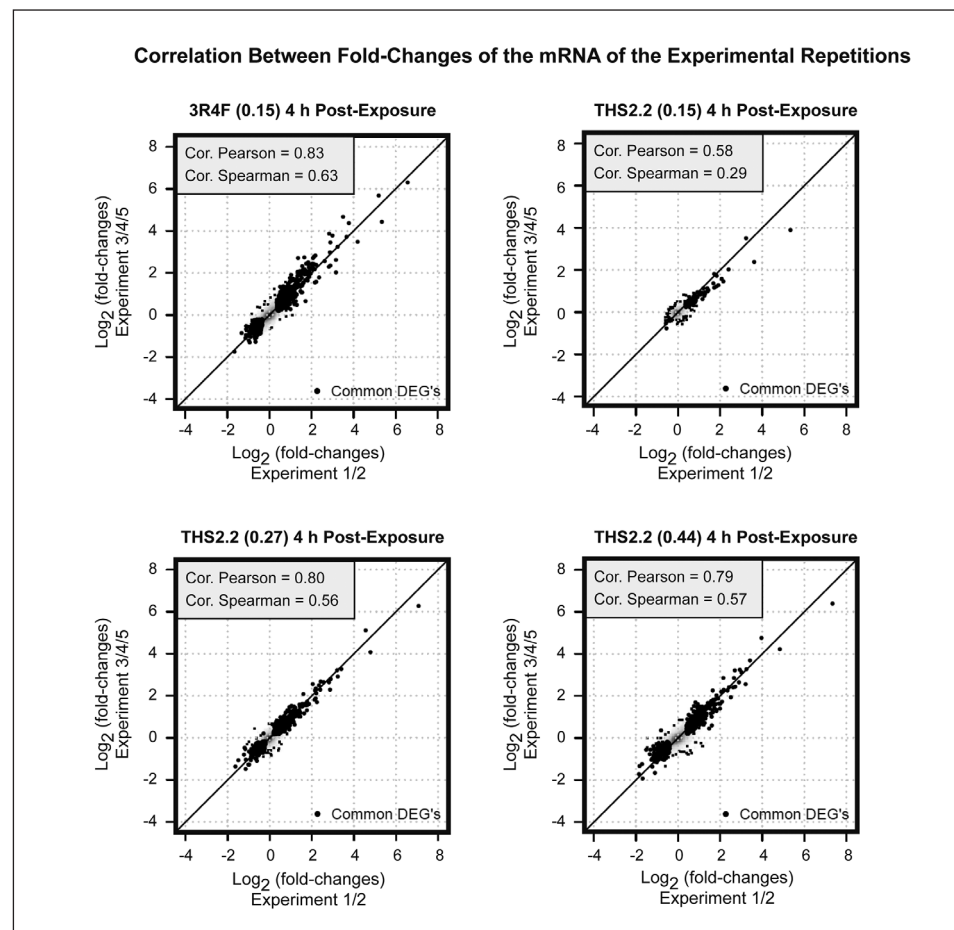 Correlation Between Fold-Changes of the mRNA of the Experimental Repetitions
3R4F (0.15) 4 h Post-Exposure
Cor. Pearson = 0.83
Cor. Spearman = 0.63
8
6
4
2
0
-2
-4
Log2 (fold-changes)
Experiment 3/4/5
Common DEG's
-4 -2 0 2 4 6 8
Log2 (fold-changes)
Experiment 1/2
THS2.2 (0.15) 4 h Post-Exposure
Cor. Pearson = 0.58
Cor. Spearman = 0.29
8
6
4
2
0
-2
-4
Log2 (fold-changes)
Experiment 3/4/5
Common DEG's
-4 -2 0 2 4 6 8
Log2 (fold-changes)
Experiment 1/2
THS2.2 (0.27) 4 h Post-Exposure
Cor. Pearson = 0.80
Cor. Spearman = 0.56
8
6
4
2
0
-2
-4
Log2 (fold-changes)
Experiment 3/4/5
Common DEG's
-4 -2 0 2 4 6 8
Log2 (fold-changes)
Experiment 1/2
THS2.2 (0.44) 4 h Post-Exposure
Cor. Pearson = 0.79
Cor. Spearman = 0.57
8
6
4
2
0
-2
-4
Log2 (fold-changes)
Experiment 3/4/5
Common DEG's
-4 -2 0 2 4 6 8
Log2 (fold-changes)
Experiment 1/2